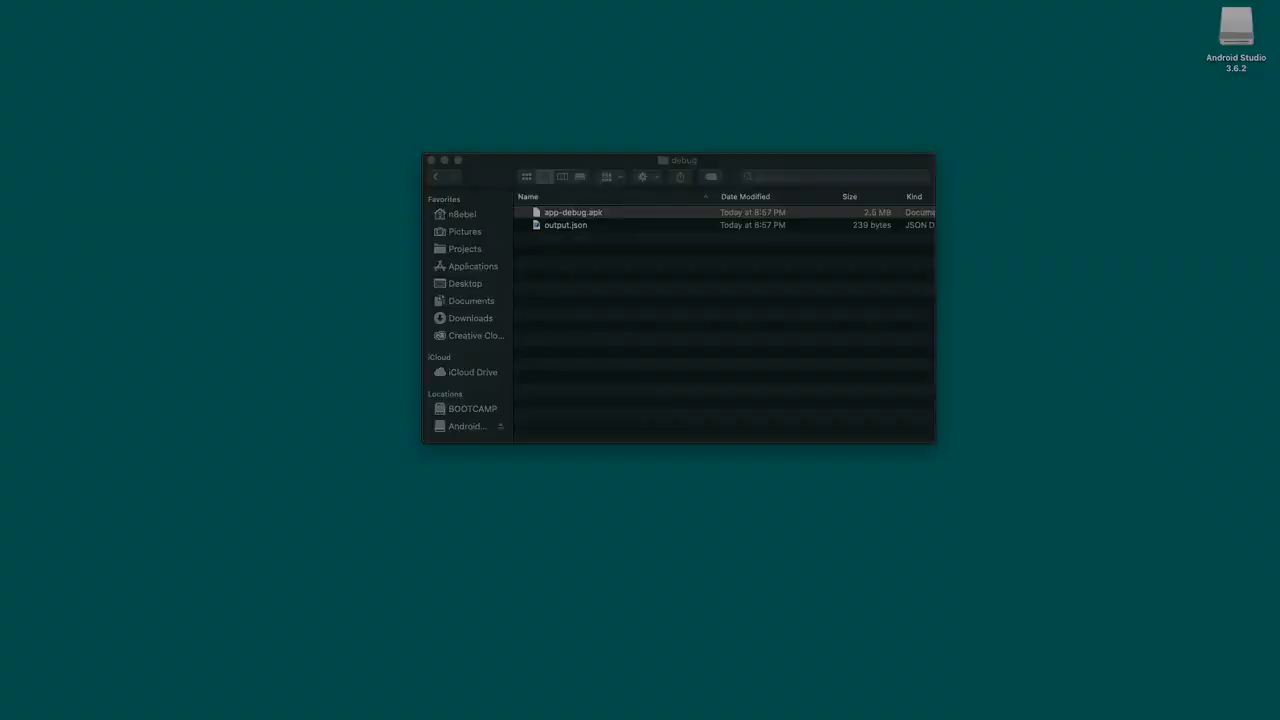 Android Studio
3.6.2
debug
Name Date Modified Size Kind
app-debug.apk Today at 8:57 PM 2.5 MB Docume
output.json Today at 8:57 PM 239 bytes JSON D
Favorites
n8ebel
Pictures
Projects
Applications
Desktop
Documents
Downloads
Creative Clo...
iCloud
iCloud Drive
Locations
BOOTCAMP
Android...